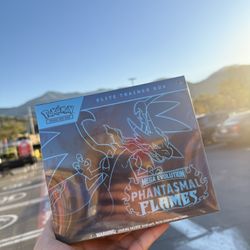 Pokémon
ELITE TRAINER BOX
MEGA EVOLUTION
PHANTASMAL
FLAMES